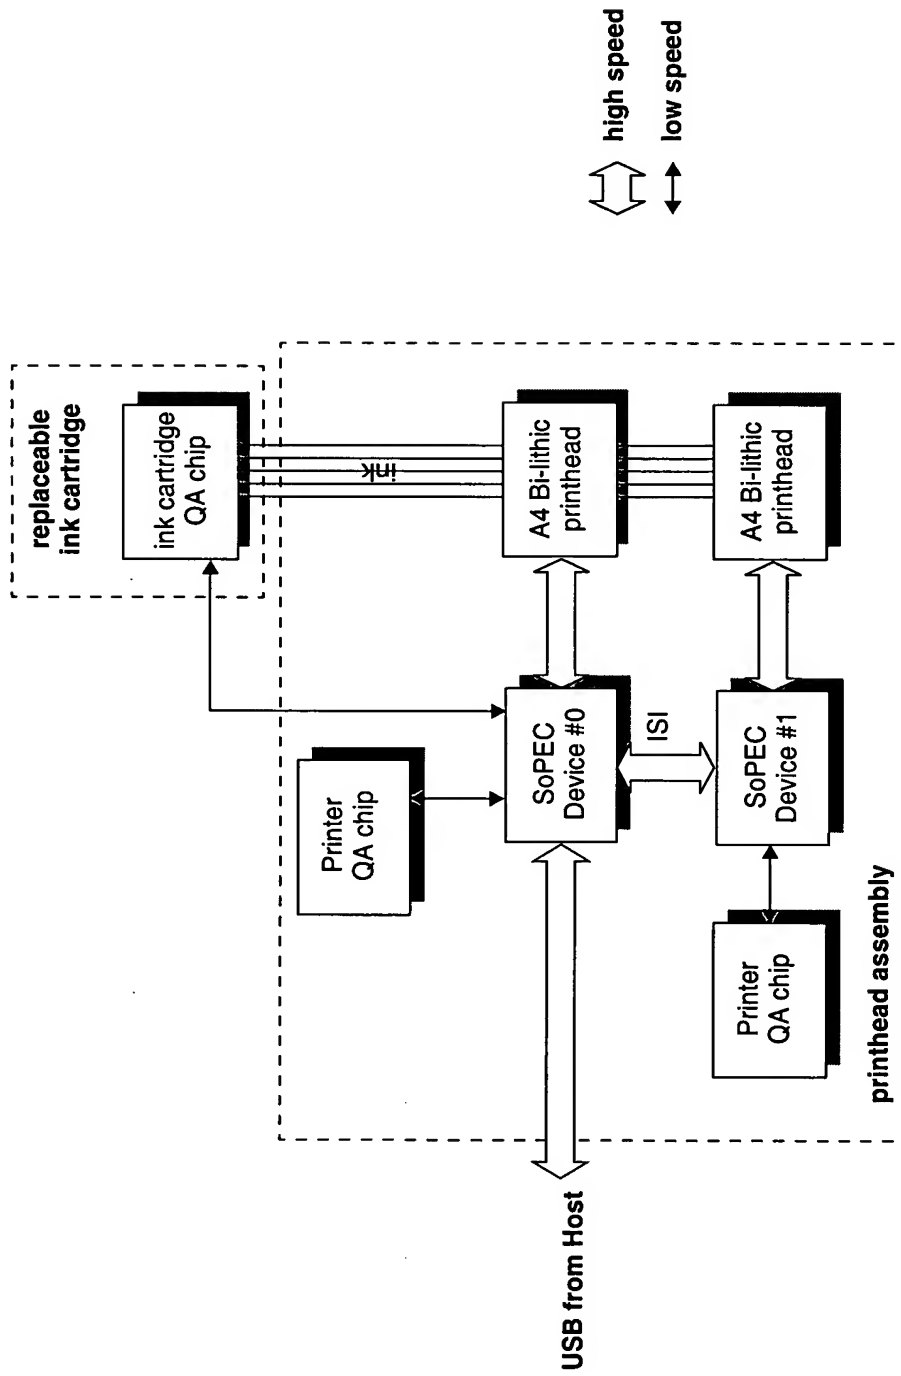 replaceable
ink cartridge
ink cartridge
QA chip
ink
Printer
QA chip
SoPEC
Device #0
A4 Bi-lithic
printhead
USB from Host
ISI
Printer
QA chip
SoPEC
Device #1
A4 Bi-lithic
printhead
printhead assembly
high speed
low speed